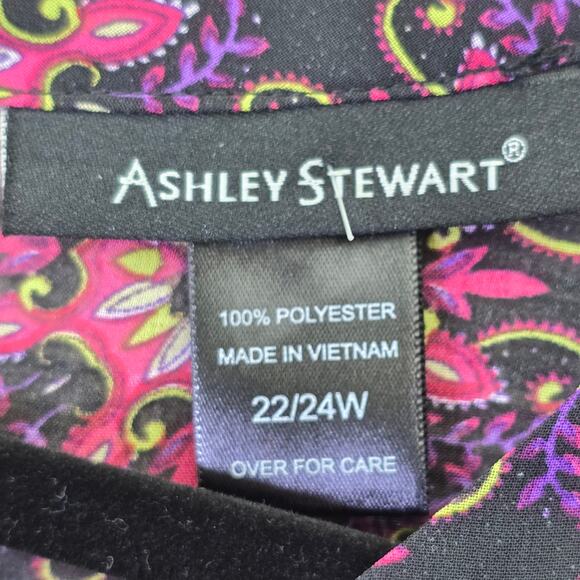 ASHLEY STEWART®
100% POLYESTER
MADE IN VIETNAM
22/24W
OVER FOR CARE